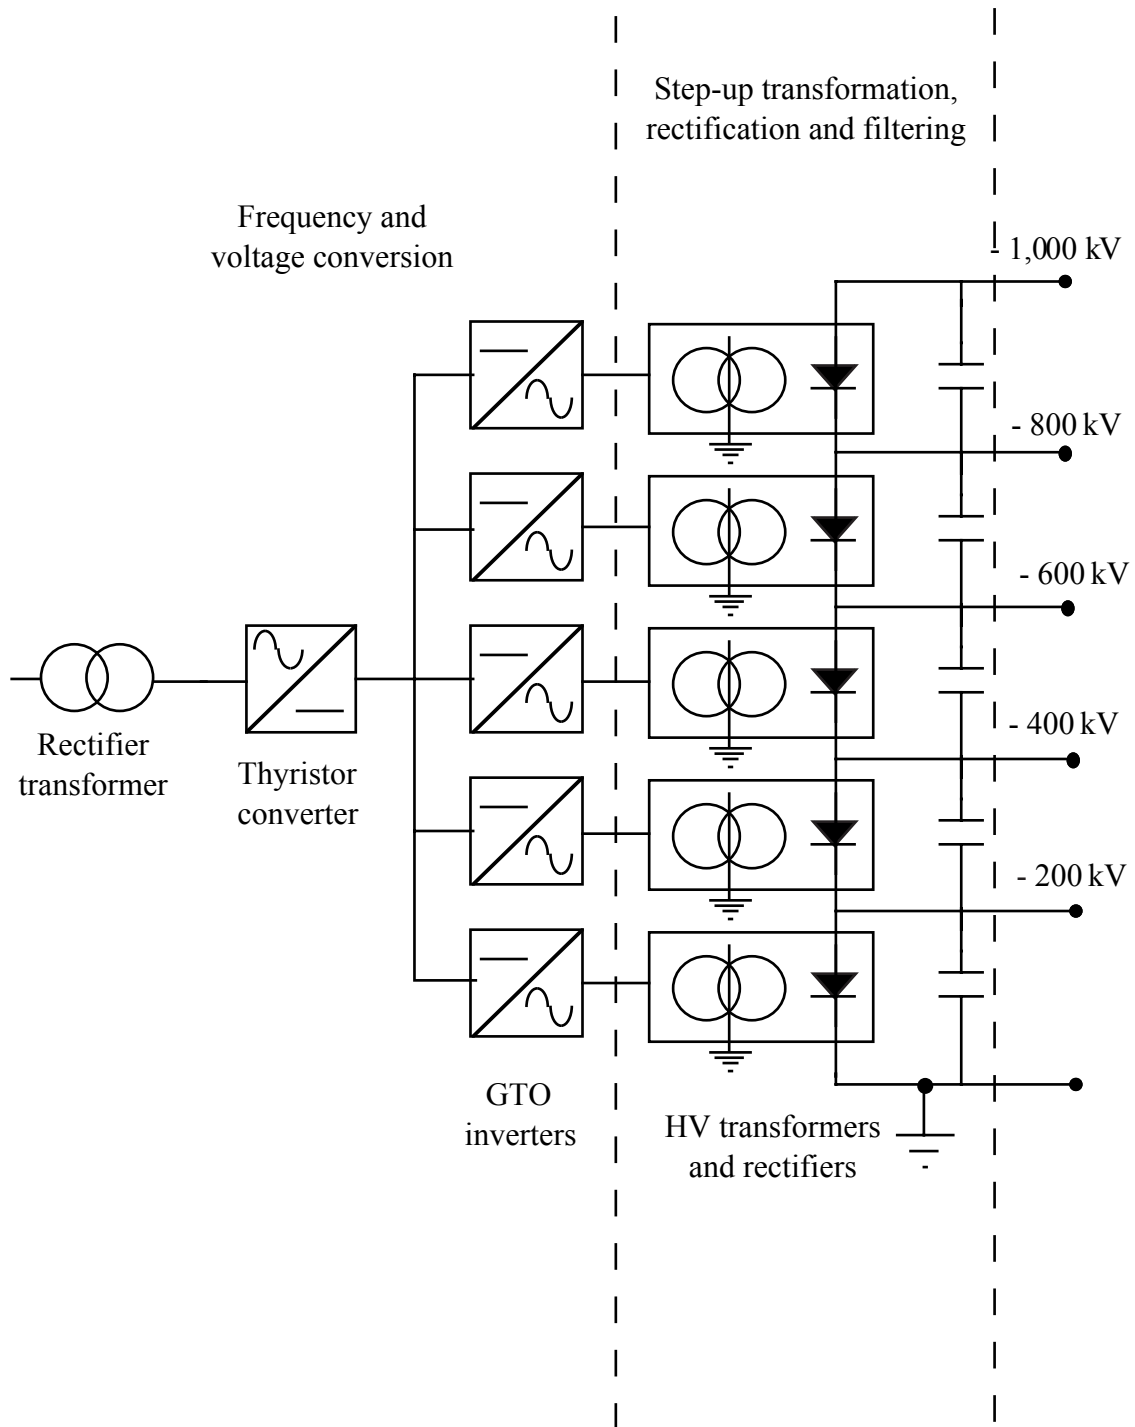 Step-up transformation,
rectification and filtering
Frequency and
voltage conversion
- 1,000 kV
- 800 kV
- 600 kV
- 400 kV
- 200 kV
Rectifier
transformer
Thyristor
converter
GTO
inverters
HV transformers
and rectifiers